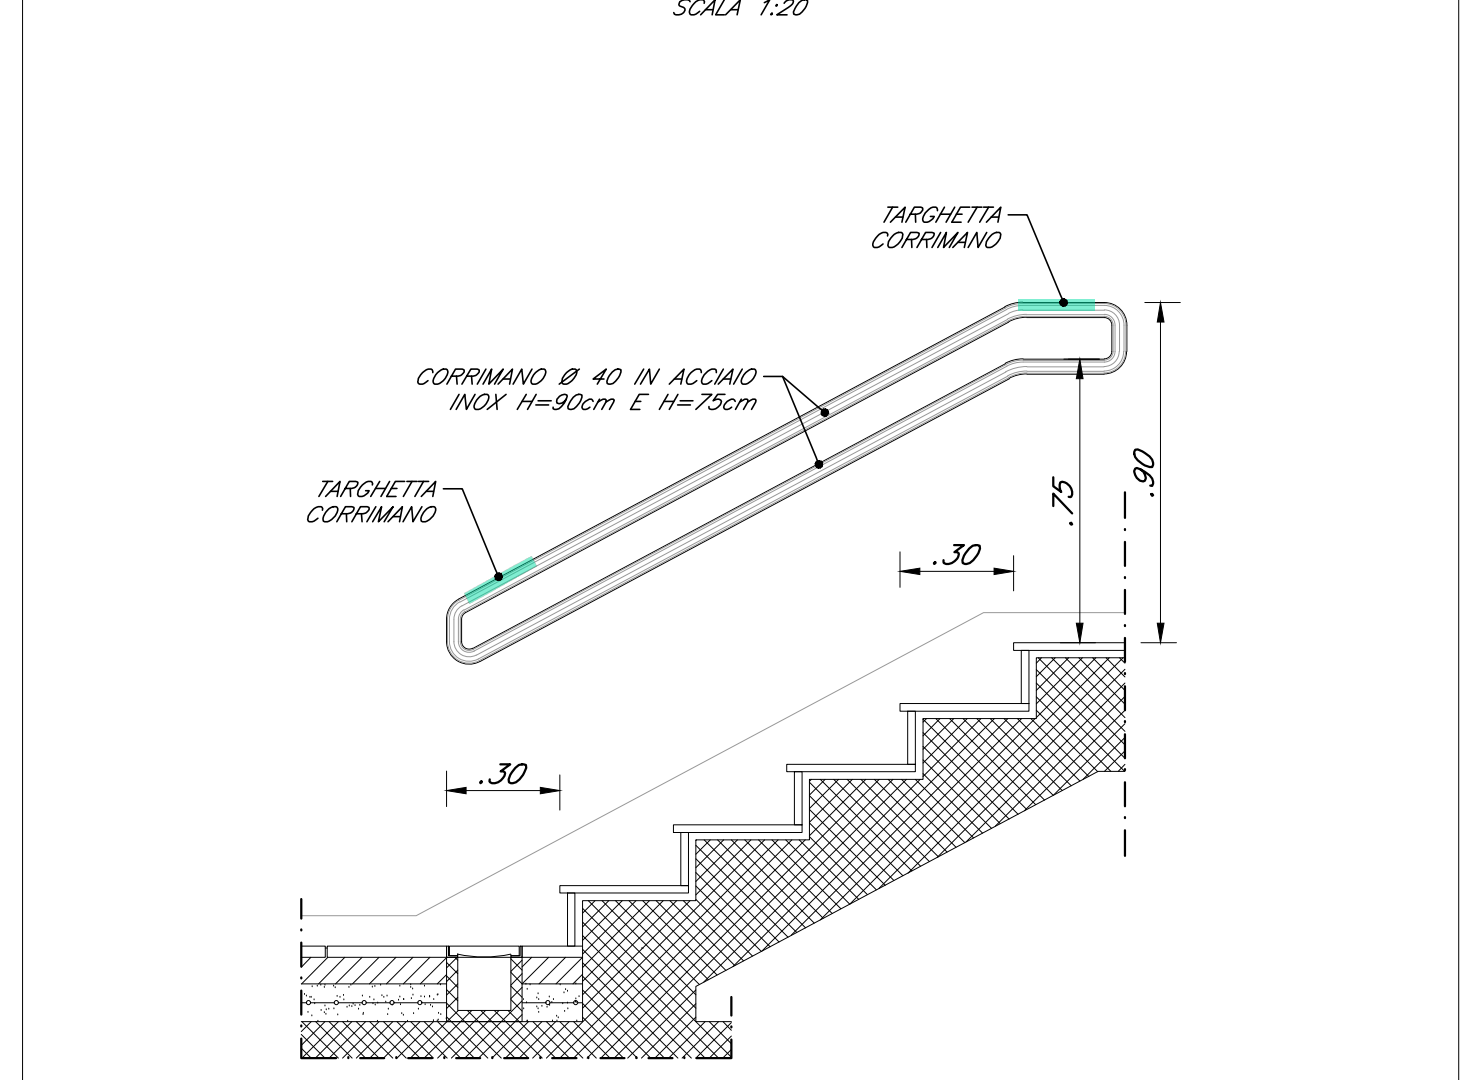 SCALA 1:20
TARGHETTA
CORRIMANO
CORRIMANO Ø 40 IN ACCIAIO
INOX H=90cm E H=75cm
TARGHETTA
CORRIMANO
.75
.90
.30
.30